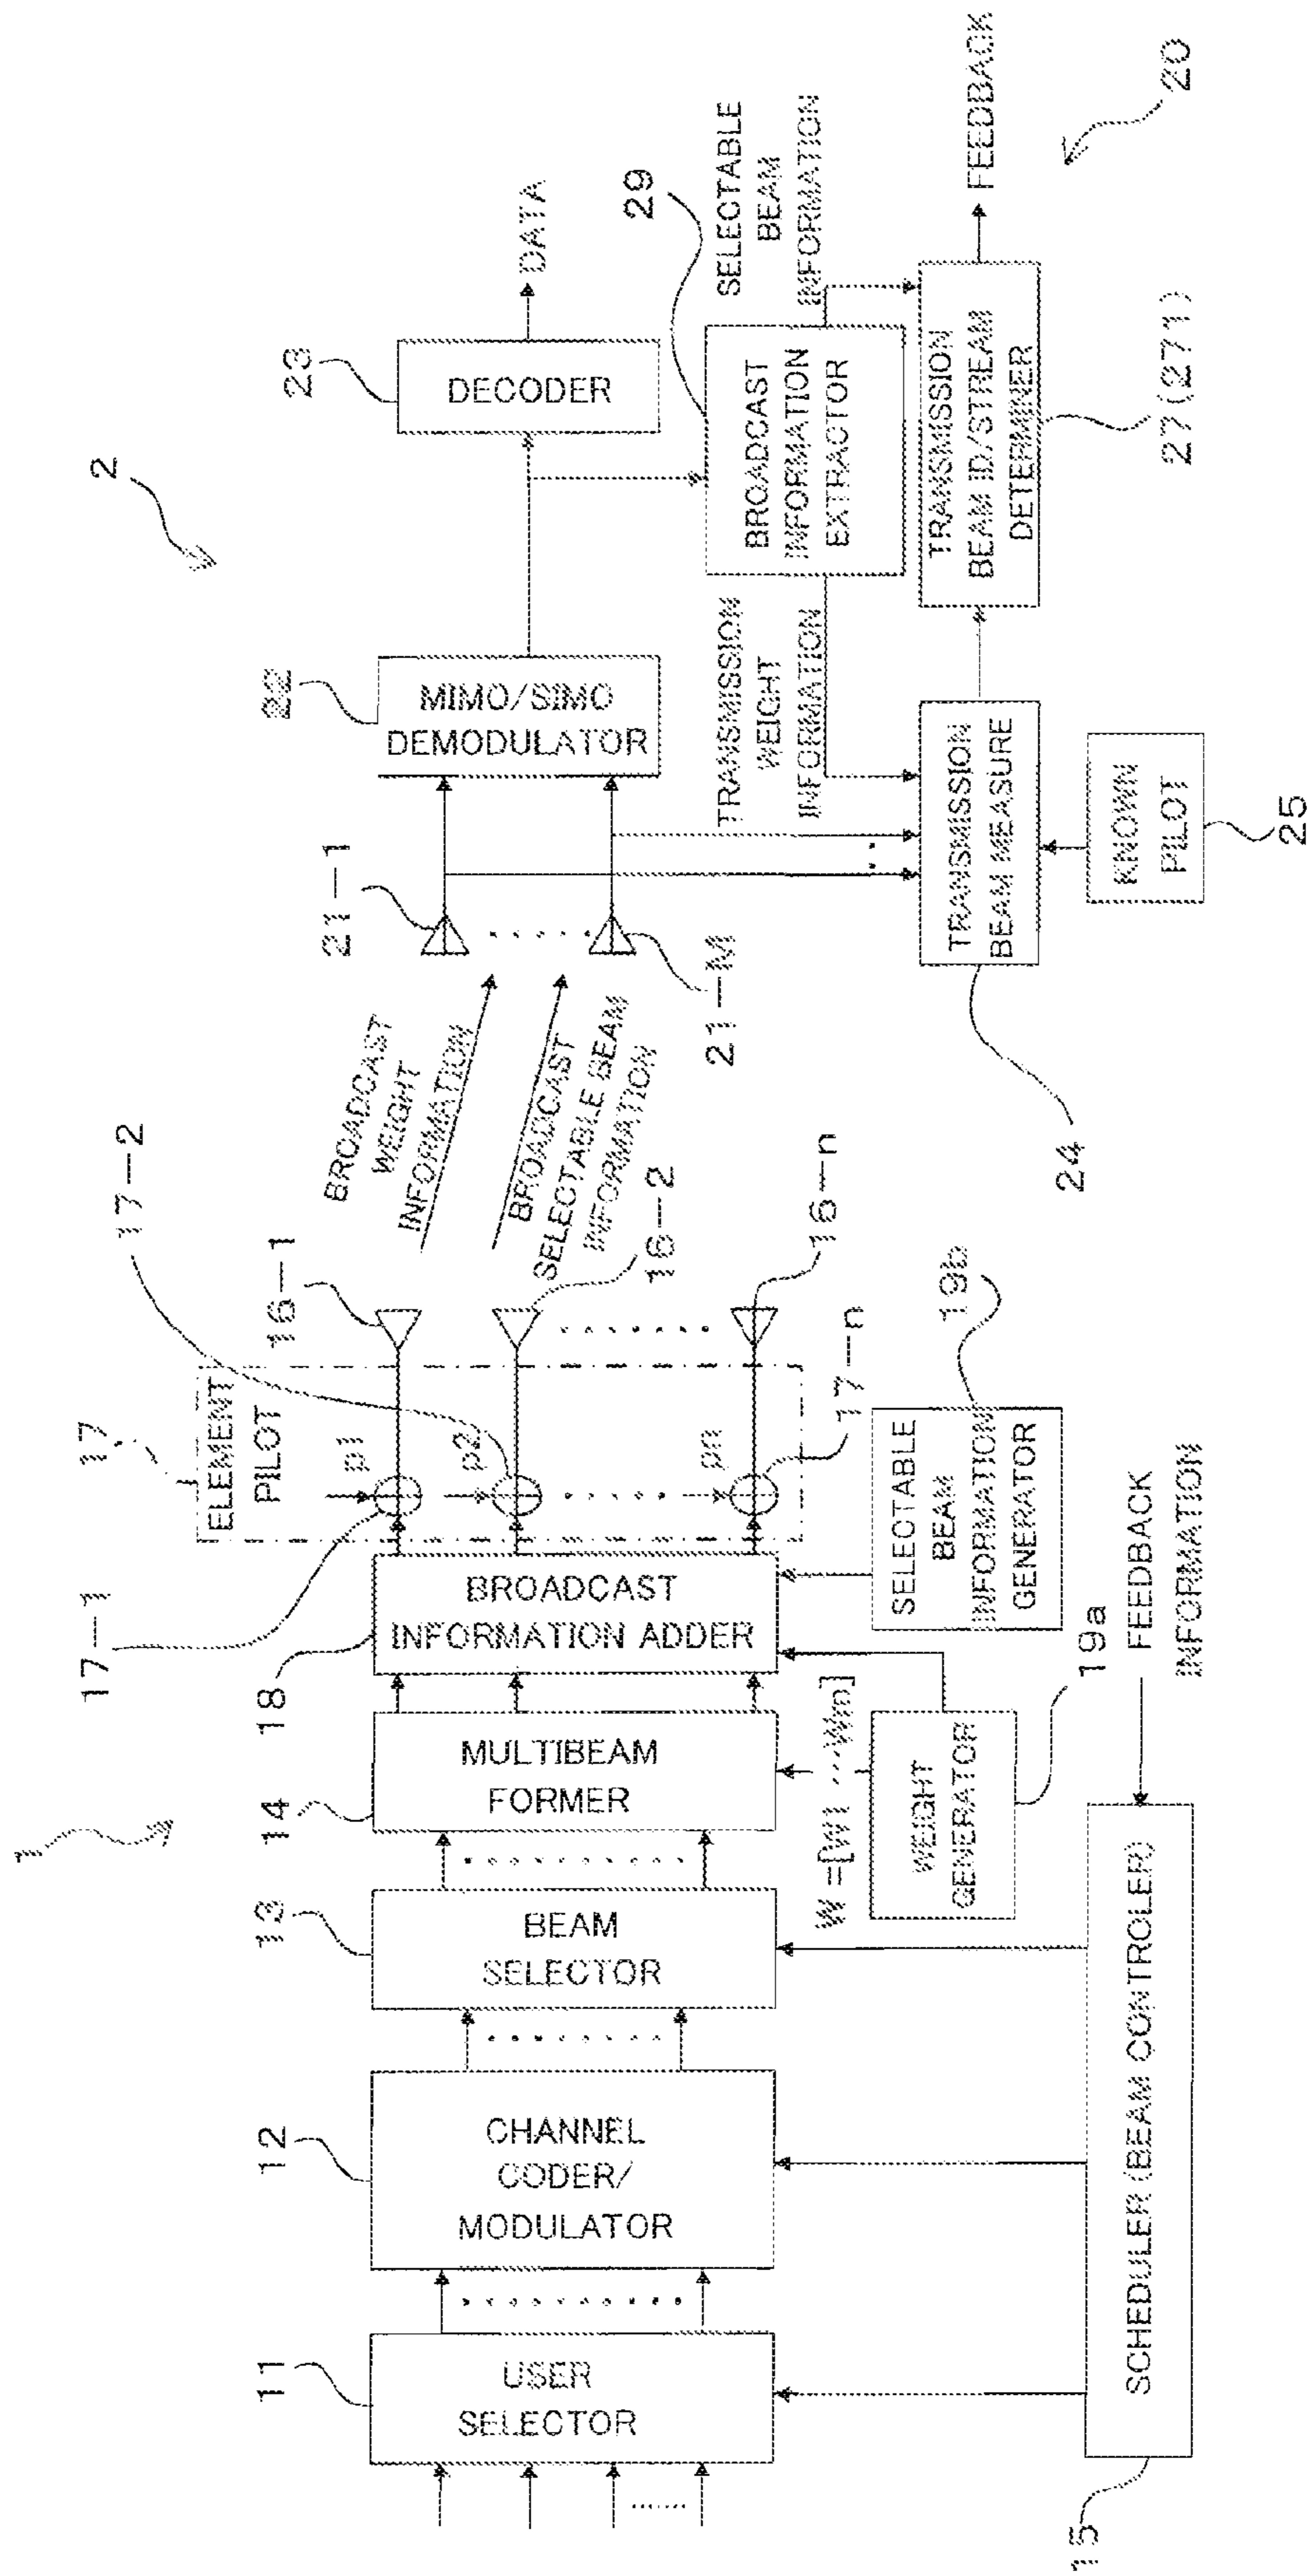 1
2
11
USER
SELECTOR
12
CHANNEL
CODER/
MODULATOR
13
BEAM
SELECTOR
14
MULTIBEAM
FORMER
18
BROADCAST
INFORMATION ADDER
17-1
17
ELEMENT
PILOT
p1
p2
pn
17-2
16-1
16-2
16-n
17-n
W =[W1 ···Wn]
WEIGHT
GENERATOR
19a
SELECTABLE
BEAM
INFORMATION
GENERATOR
19b
FEEDBACK
INFORMATION
SCHEDULER (BEAM CONTROLER)
15
BROADCAST
WEIGHT
INFORMATION
BROADCAST
SELECTABLE BEAM
INFORMATION
21-1
21-M
22
MIMO/SIMO
DEMODULATOR
23
DECODER
DATA
29
BROADCAST
INFORMATION
EXTRACTOR
TRANSMISSION
WEIGHT
INFORMATION
SELECTABLE
BEAM
INFORMATION
TRANSMISSION
BEAM MEASURE
24
KNOWN
PILOT
25
TRANSMISSION
BEAM ID/STREAM
DETERMINER
27(271)
FEEDBACK
20